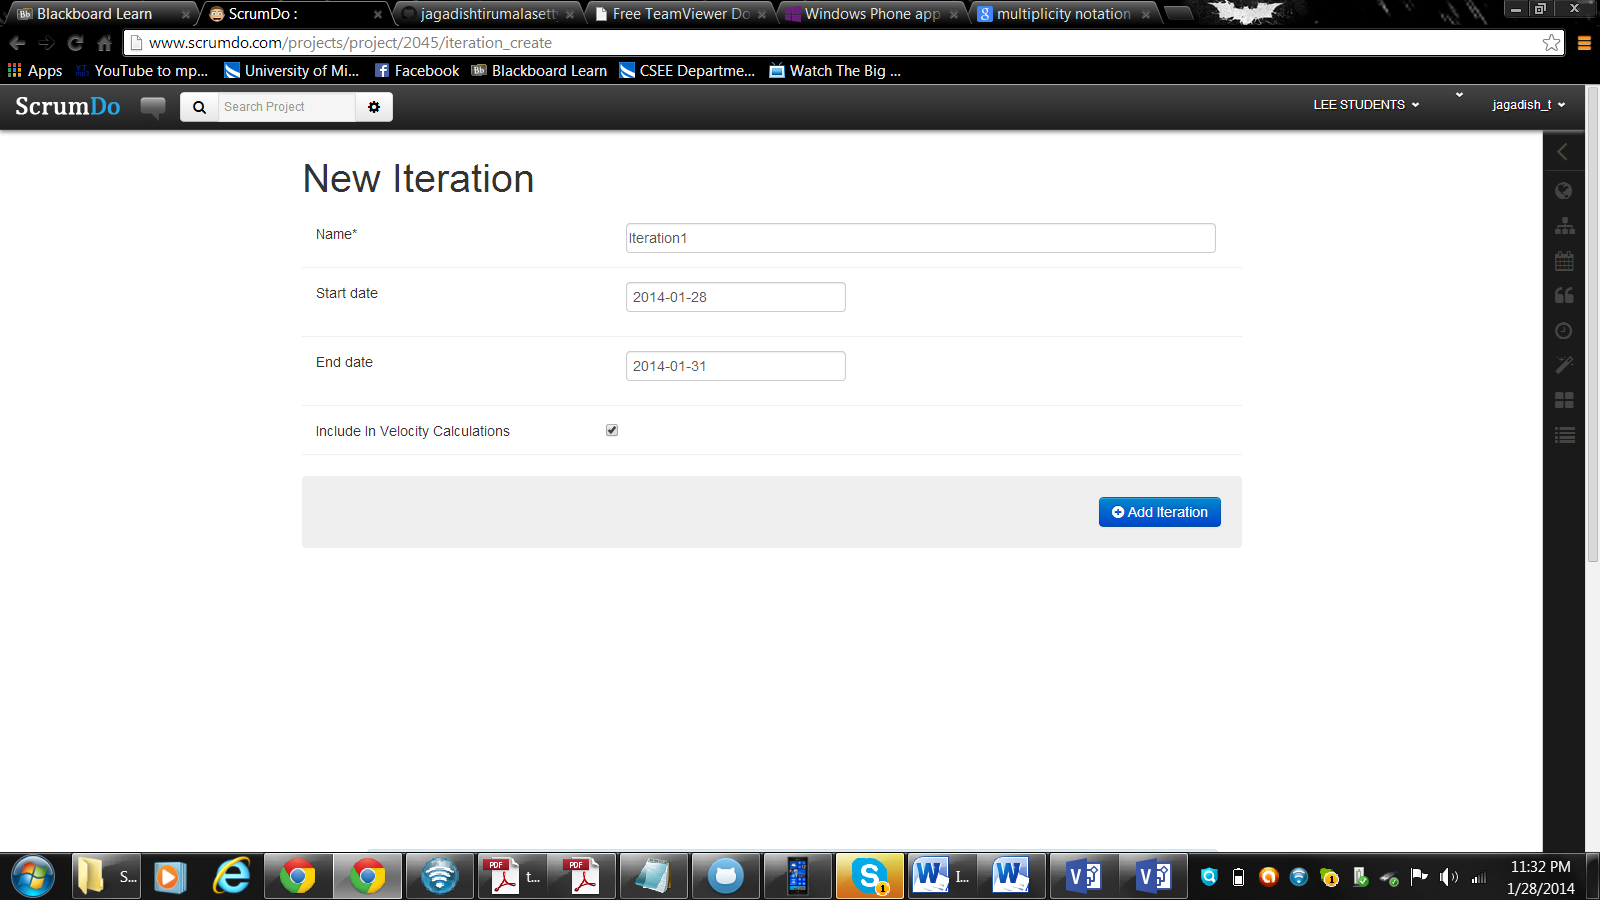 Blackboard Learn
ScrumDo :
jagadishtirumalasett
Free TeamViewer Do
Windows Phone app
multiplicity notation
www.scrumdo.com/projects/project/2045/iteration_create
Apps
YouTube to mp...
University of Mi...
Facebook
Blackboard Learn
CSEE Departme...
Watch The Big ...
ScrumDo
Search Project
LEE STUDENTS
jagadish_t
New Iteration
Name*
Iteration1
Start date
2014-01-28
End date
2014-01-31
Include In Velocity Calculations
Add Iteration
S...
t...
I...
11:32 PM
1/28/2014